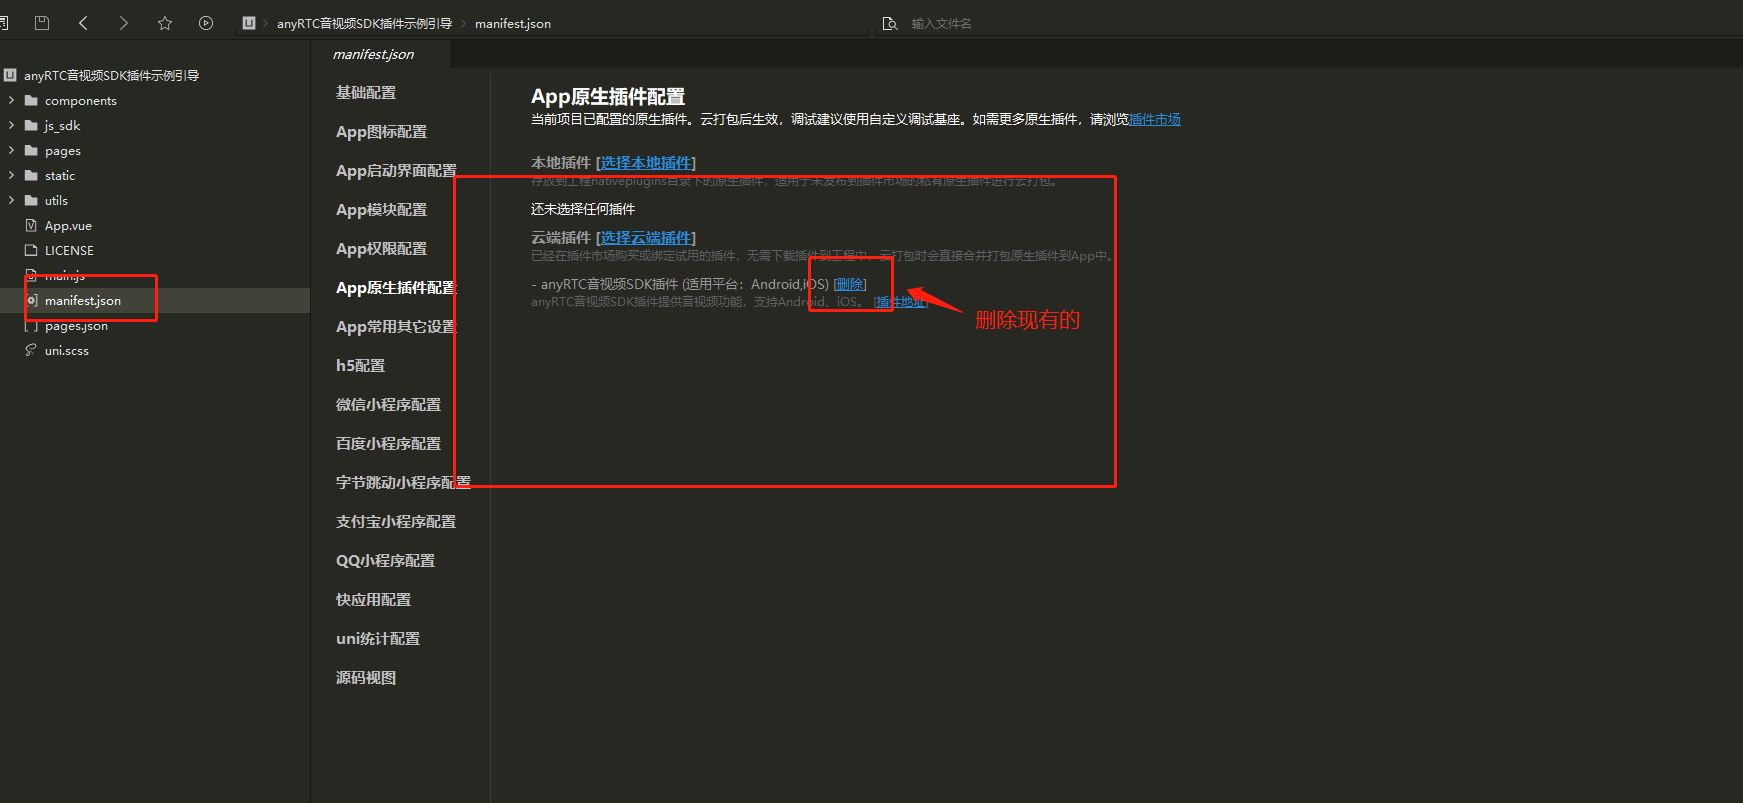 anyRTC音视频SDK插件示例引导
manifest.json
输入文件名
manifest.json
anyRTC音视频SDK插件示例引导
components
js_sdk
pages
static
utils
App.vue
LICENSE
main.js
manifest.json
pages.json
uni.scss
基础配置
App图标配置
App启动界面配置
App模块配置
App权限配置
App原生插件配置
App常用其它设置
h5配置
微信小程序配置
百度小程序配置
字节跳动小程序配置
支付宝小程序配置
QQ小程序配置
快应用配置
uni统计配置
源码视图
App原生插件配置
当前项目已配置的原生插件。云打包后生效，调试建议使用自定义调试基座。如需更多原生插件，请浏览插件市场
本地插件 [选择本地插件]
存放到工程nativeplugins目录下的原生插件，适用于未发布到插件市场的私有原生插件进行云打包。
还未选择任何插件
云端插件 [选择云端插件]
已经在插件市场购买或绑定试用的插件，无需下载插件到工程中，云打包时会直接合并打包原生插件到App中。
- anyRTC音视频SDK插件 (适用平台：Android,iOS) [删除]
anyRTC音视频SDK插件提供音视频功能，支持Android、iOS。 [插件地址]
删除现有的